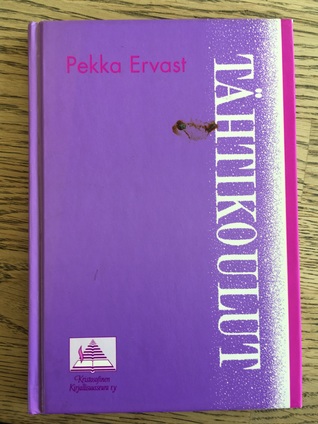 Pekka Ervast
TÄHTIKOULUT
Kristosofinen
Kirjallisuusseura ry